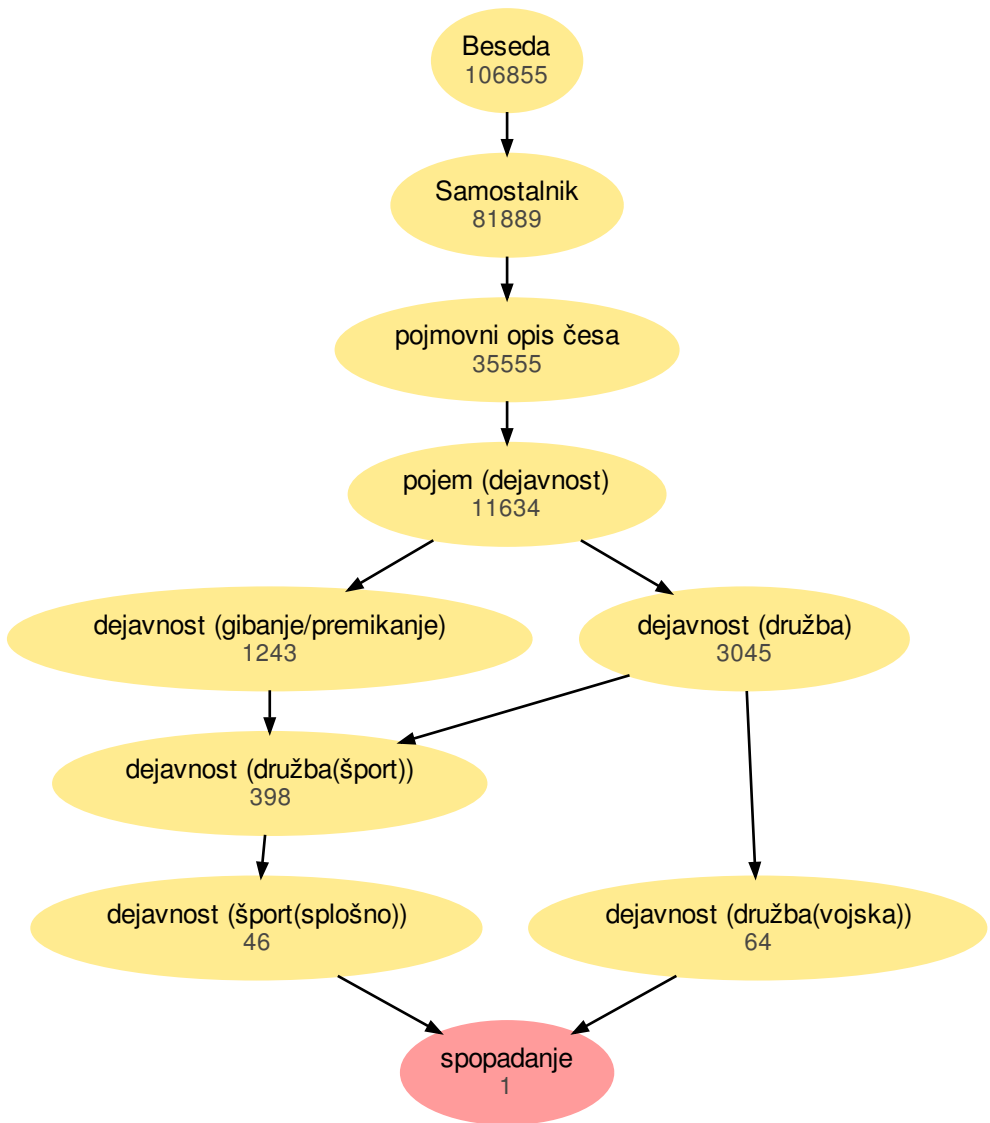 Beseda
106855
Samostalnik
81889
pojmovni opis česa
35555
pojem (dejavnost)
11634
dejavnost (gibanje/premikanje)
1243
dejavnost (družba)
3045
dejavnost (družba(šport))
398
dejavnost (šport(splošno))
46
dejavnost (družba(vojska))
64
spopadanje
1